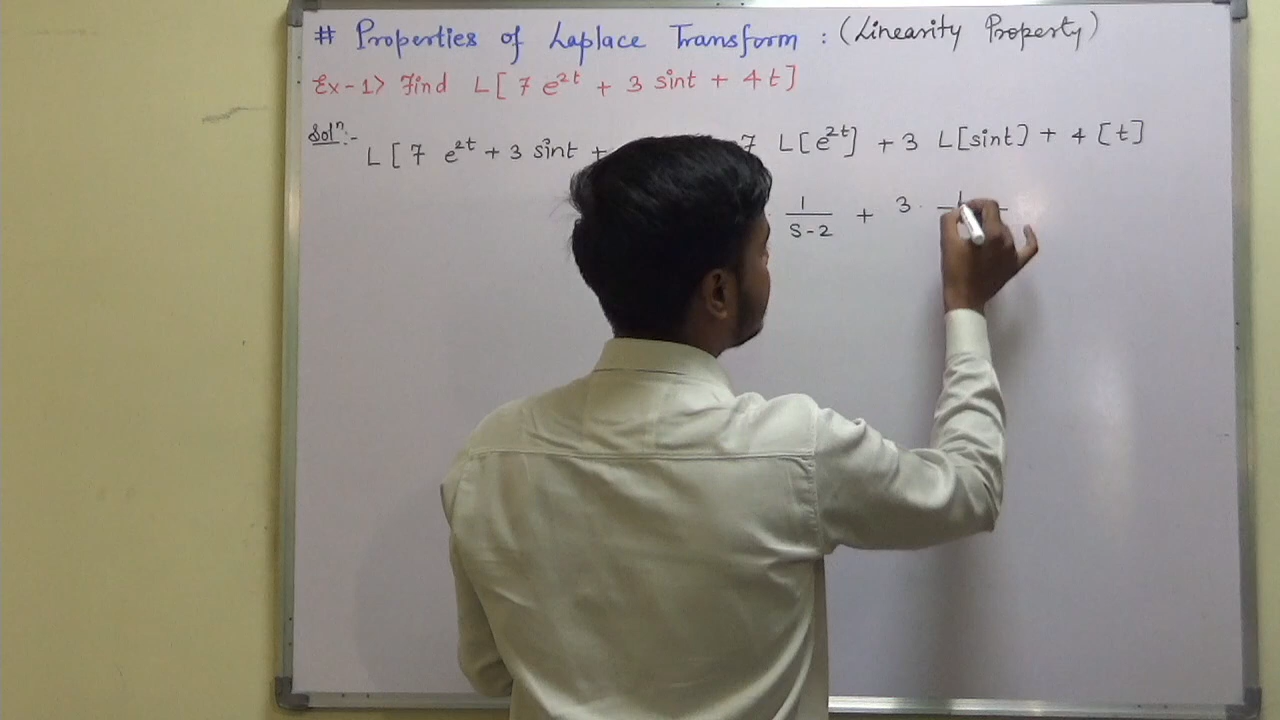 # Properties of Laplace Transform : (Linearity Property)
Ex-1> Find L[ 7 e^2t + 3 sint + 4t ]
Solⁿ:- L[ 7 e^2t + 3 sint + 7 L[e^2t] + 3 L[sint] + 4 [t]
1/(s-2) + 3 ·